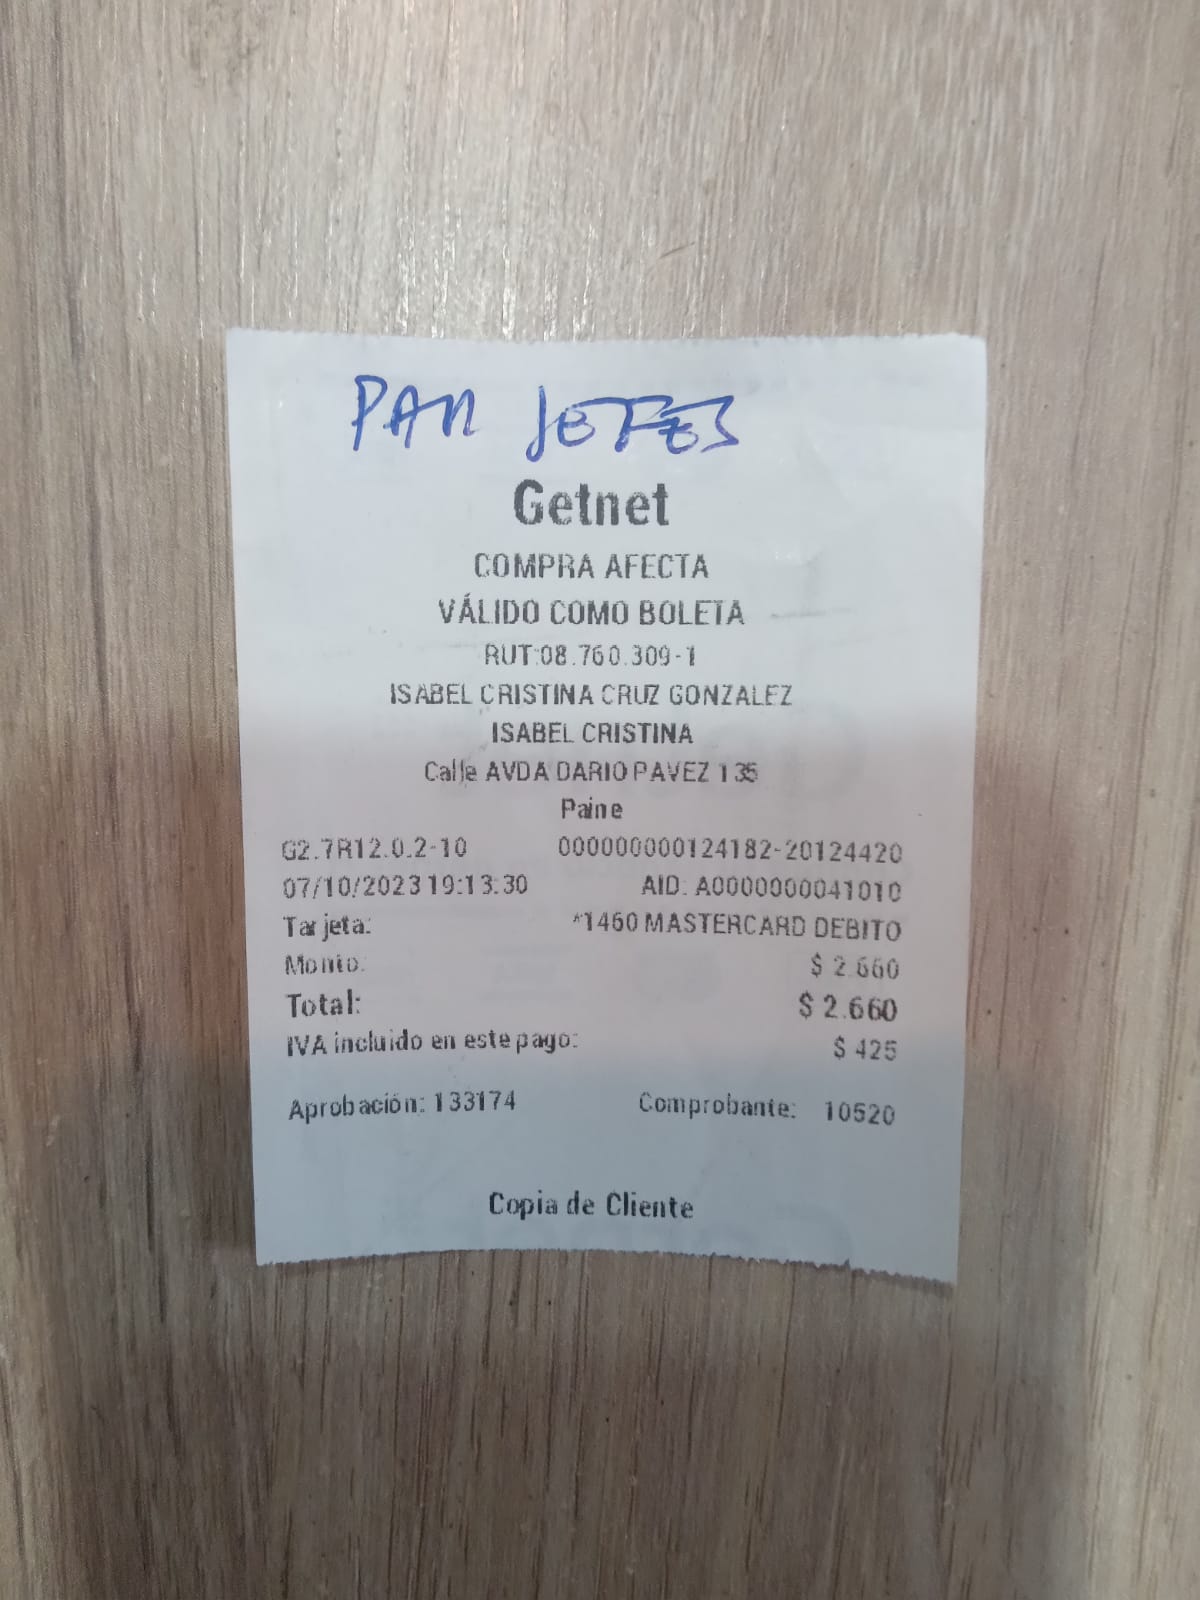 PAN JEFES
Getnet
COMPRA AFECTA
VÁLIDO COMO BOLETA
RUT:08.760.309-1
ISABEL CRISTINA CRUZ GONZALEZ
ISABEL CRISTINA
Calle AVDA DARIO PAVEZ 135
Paine
G2.7R12.0.2-10 000000000124182-20124420
07/10/2023 19:13:30 AID: A0000000041010
Tarjeta: *1460 MASTERCARD DEBITO
Monto: $ 2.660
Total: $ 2.660
IVA incluido en este pago: $ 425
Aprobación: 133174 Comprobante: 10520
Copia de Cliente